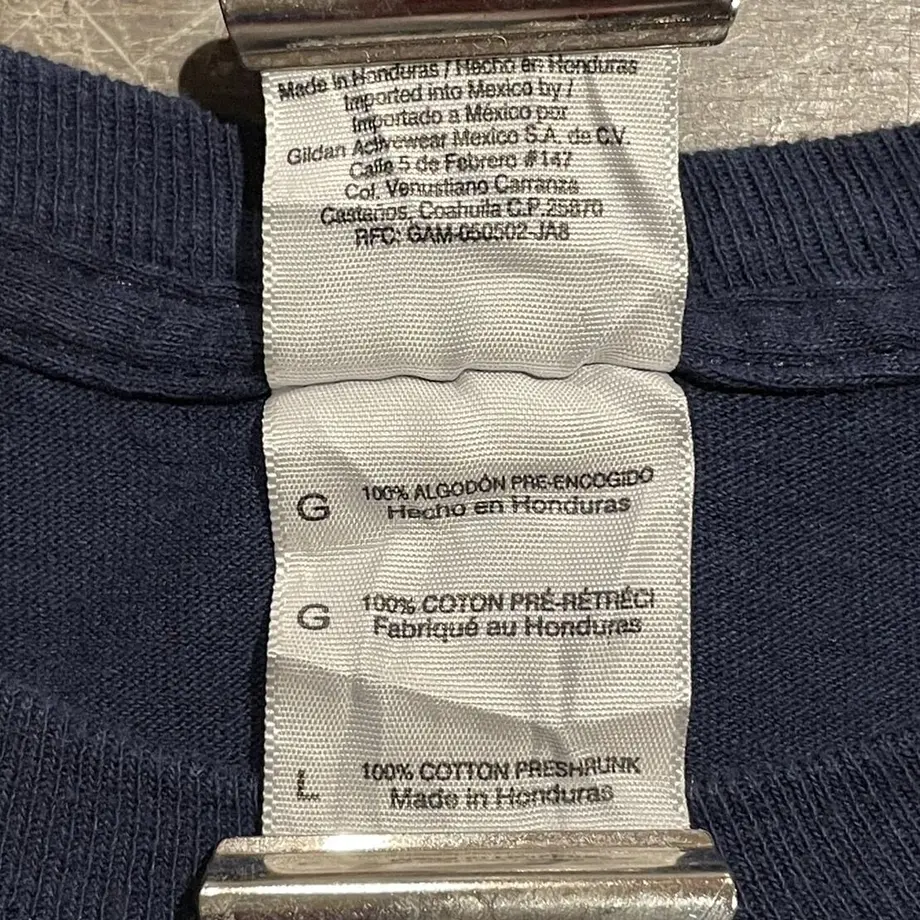 Made in Honduras / Hecho en Honduras
Imported into Mexico by /
Importado a México por
Gildan Activewear Mexico S.A. de C.V.
Calle 5 de Febrero #147
Col. Venustiano Carranza
Castaños, Coahuila C.P. 25870
RFC: GAM-050502-JA8
G 100% ALGODÓN PRE-ENCOGIDO
Hecho en Honduras
G 100% COTON PRÉ-RÉTRÉCI
Fabriqué au Honduras
L 100% COTTON PRESHRUNK
Made in Honduras